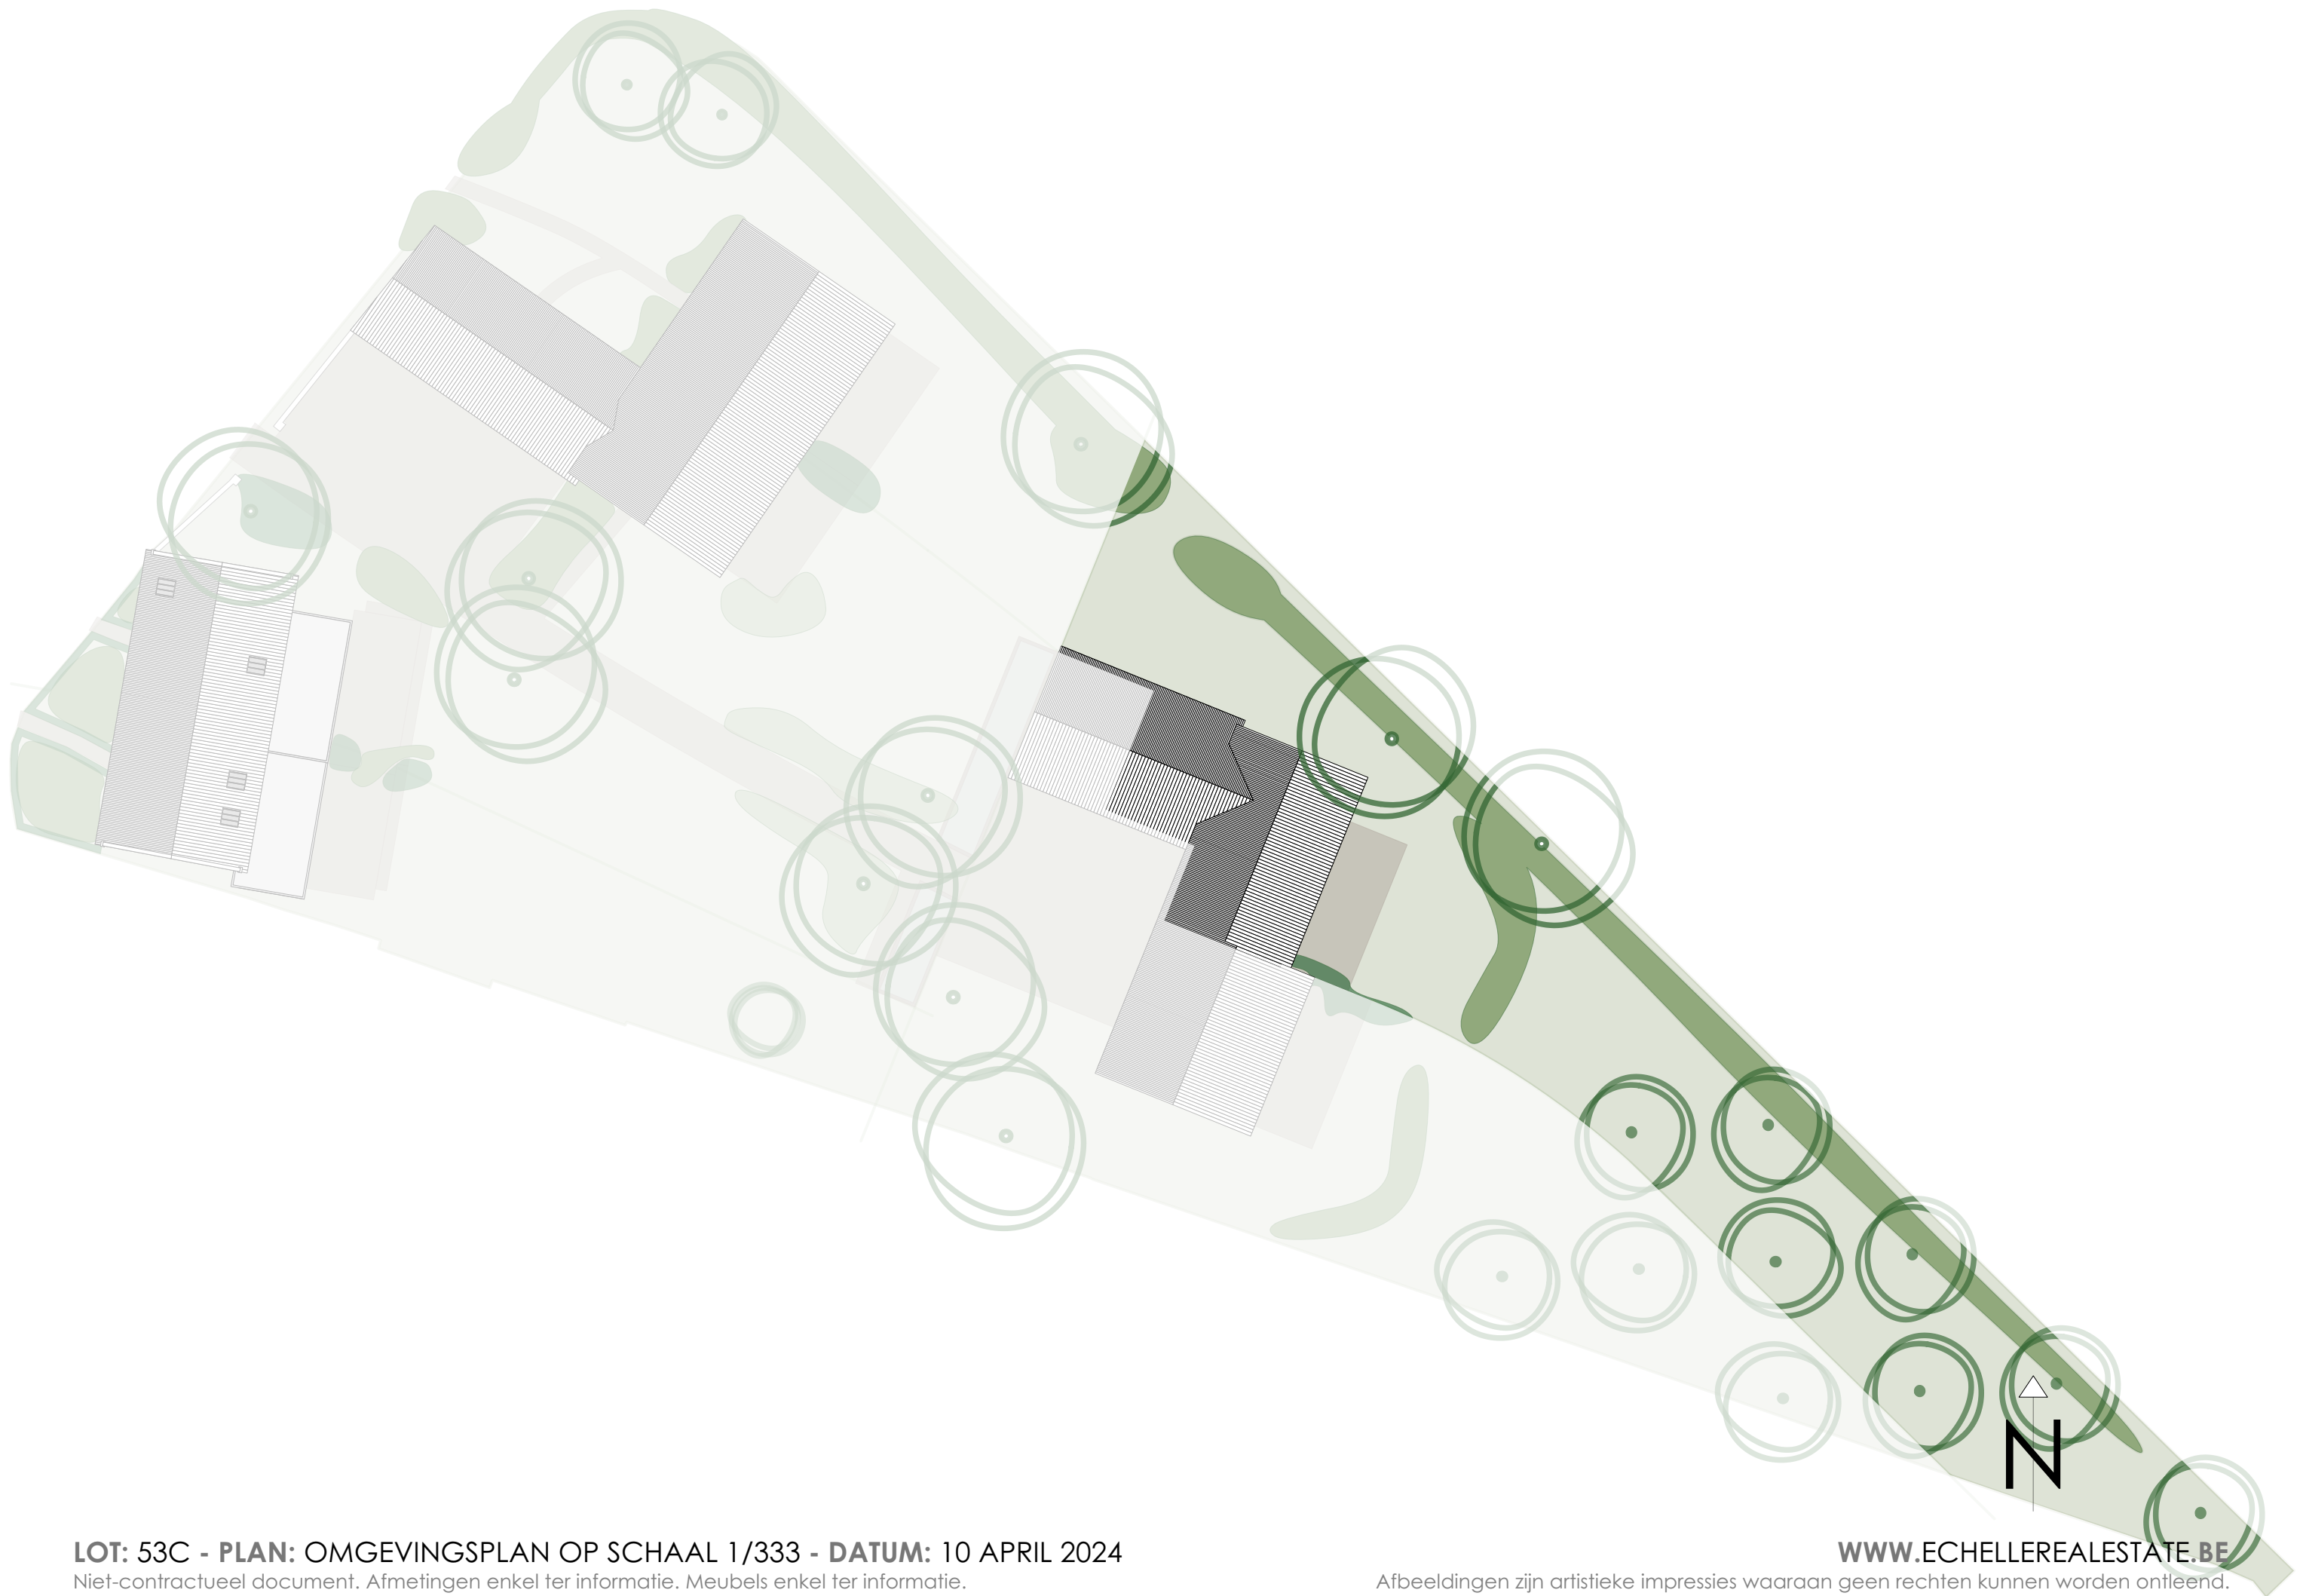 N
LOT: 53C - PLAN: OMGEVINGSPLAN OP SCHAAL 1/333 - DATUM: 10 APRIL 2024
WWW.ECHELLEREALESTATE.BE
Niet-contractueel document. Afmetingen enkel ter informatie. Meubels enkel ter informatie.
Afbeeldingen zijn artistieke impressies waaraan geen rechten kunnen worden ontleend.